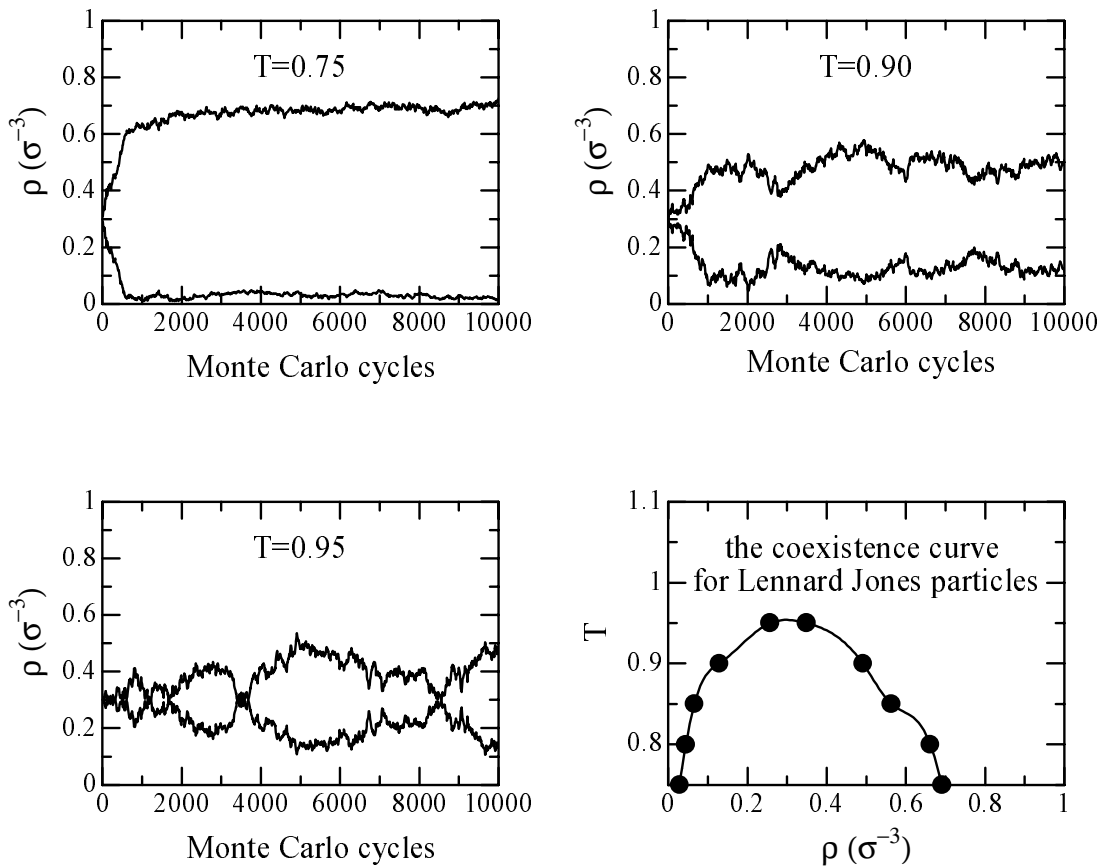 1
0.8
0.6
0.4
0.2
0
ρ (σ⁻³)
T=0.75
0 2000 4000 6000 8000 10000
Monte Carlo cycles
1
0.8
0.6
0.4
0.2
0
ρ (σ⁻³)
T=0.90
0 2000 4000 6000 8000 10000
Monte Carlo cycles
1
0.8
0.6
0.4
0.2
0
ρ (σ⁻³)
T=0.95
0 2000 4000 6000 8000 10000
Monte Carlo cycles
1.1
1
0.9
0.8
T
the coexistence curve
for Lennard Jones particles
0 0.2 0.4 0.6 0.8 1
ρ (σ⁻³)